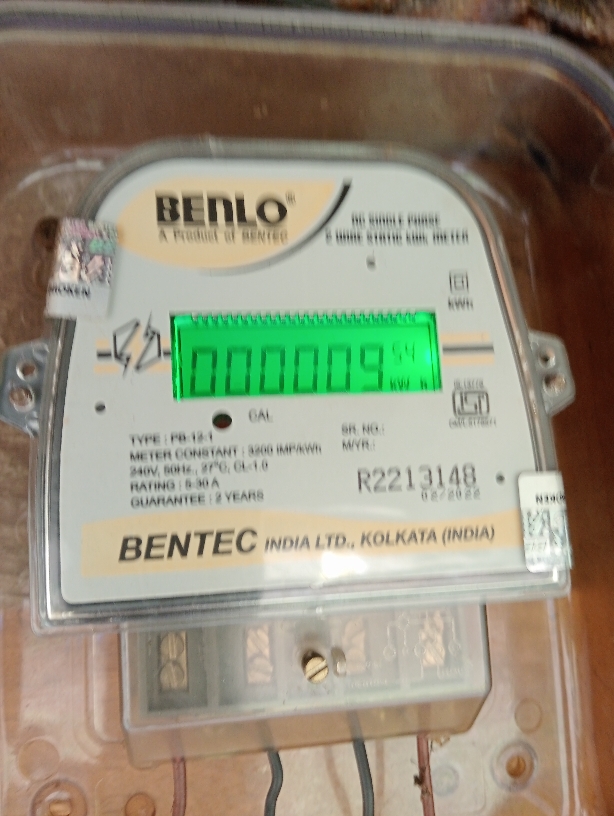 BENLO®
A Product of BENTEC
AC SINGLE PHASE
2 WIRE STATIC
METER
kWh
000009 54
kW h
CAL
TYPE : PB-12-1
METER CONSTANT : 3200 IMP/kWh
240V, 50Hz., 27°C, CL-1.0
RATING : 5-30 A
GUARANTEE : 2 YEARS
SR. NO.:
M/YR.:
R2213148
02/2022
BENTEC INDIA LTD., KOLKATA (INDIA)